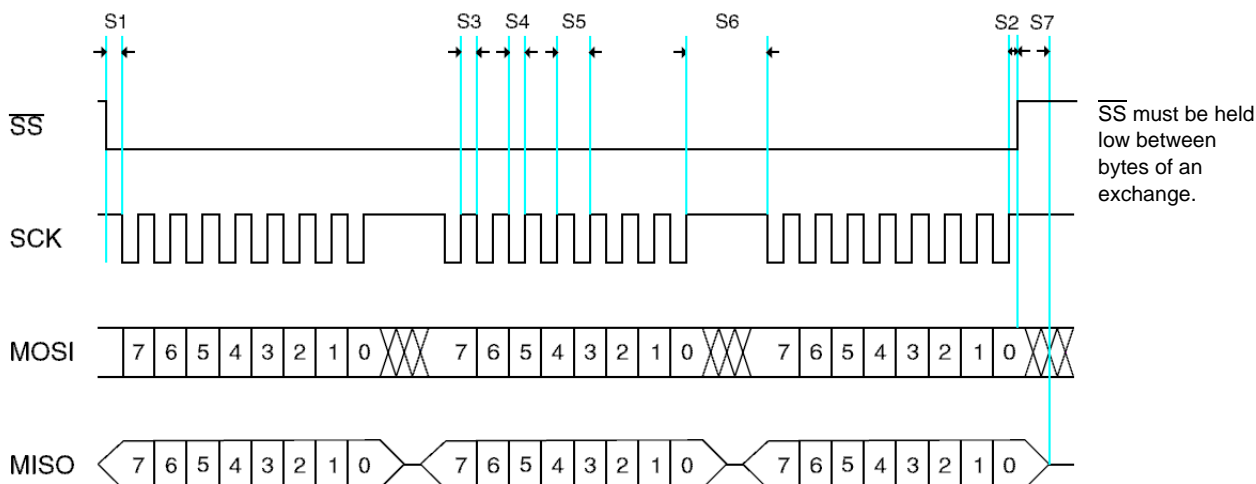 S1 S3 S4 S5 S6 S2 S7
SS
SS must be held
low between
bytes of an
exchange.
SCK
MOSI 7 6 5 4 3 2 1 0 7 6 5 4 3 2 1 0 7 6 5 4 3 2 1 0
MISO 7 6 5 4 3 2 1 0 7 6 5 4 3 2 1 0 7 6 5 4 3 2 1 0